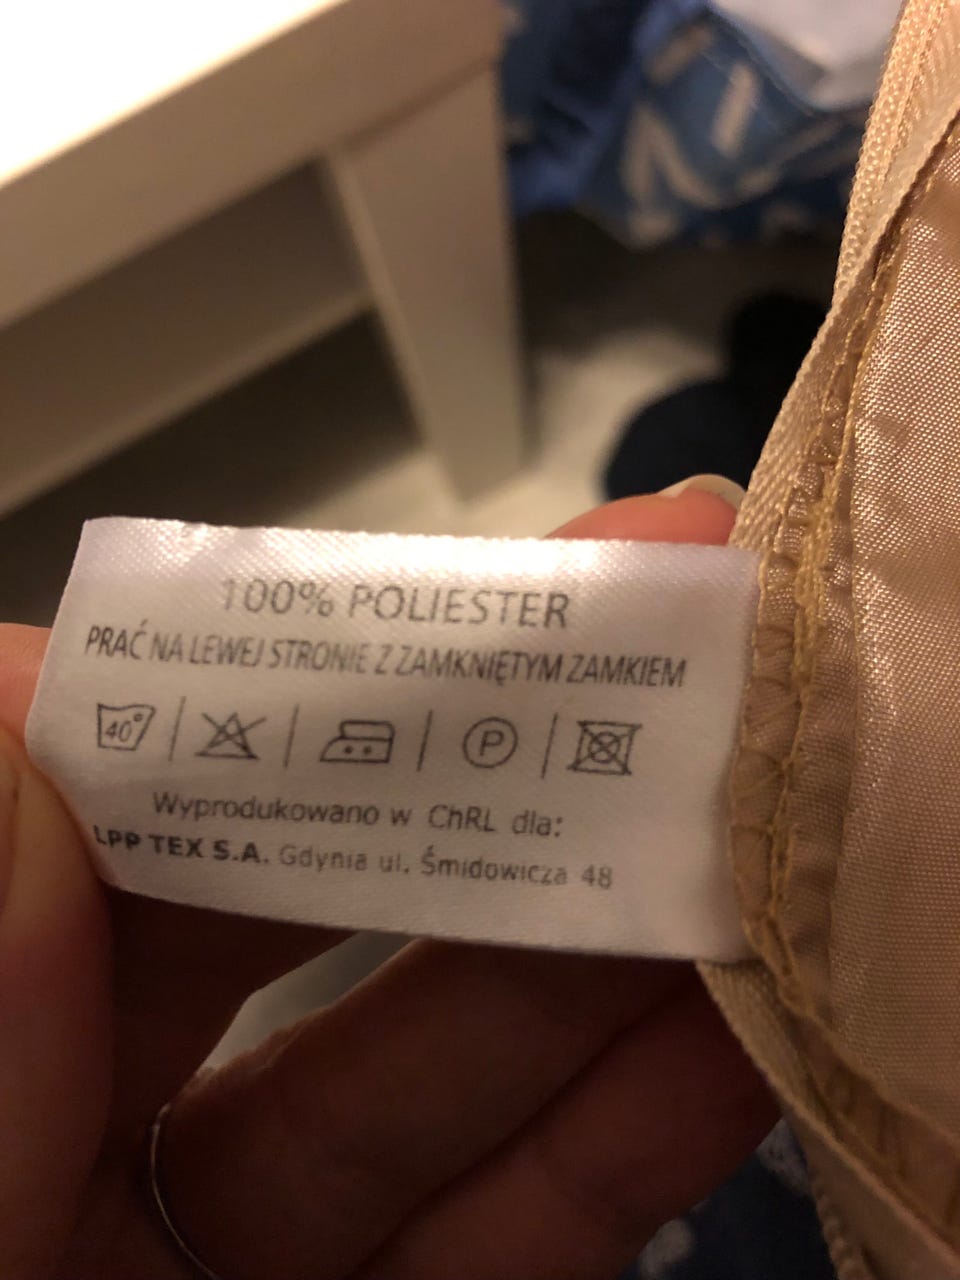 100% POLIESTER
PRAĆ NA LEWEJ STRONIE Z ZAMKNIĘTYM ZAMKIEM
40° P
Wyprodukowano w ChRL dla:
LPP TEX S.A. Gdynia ul. Śmidowicza 48